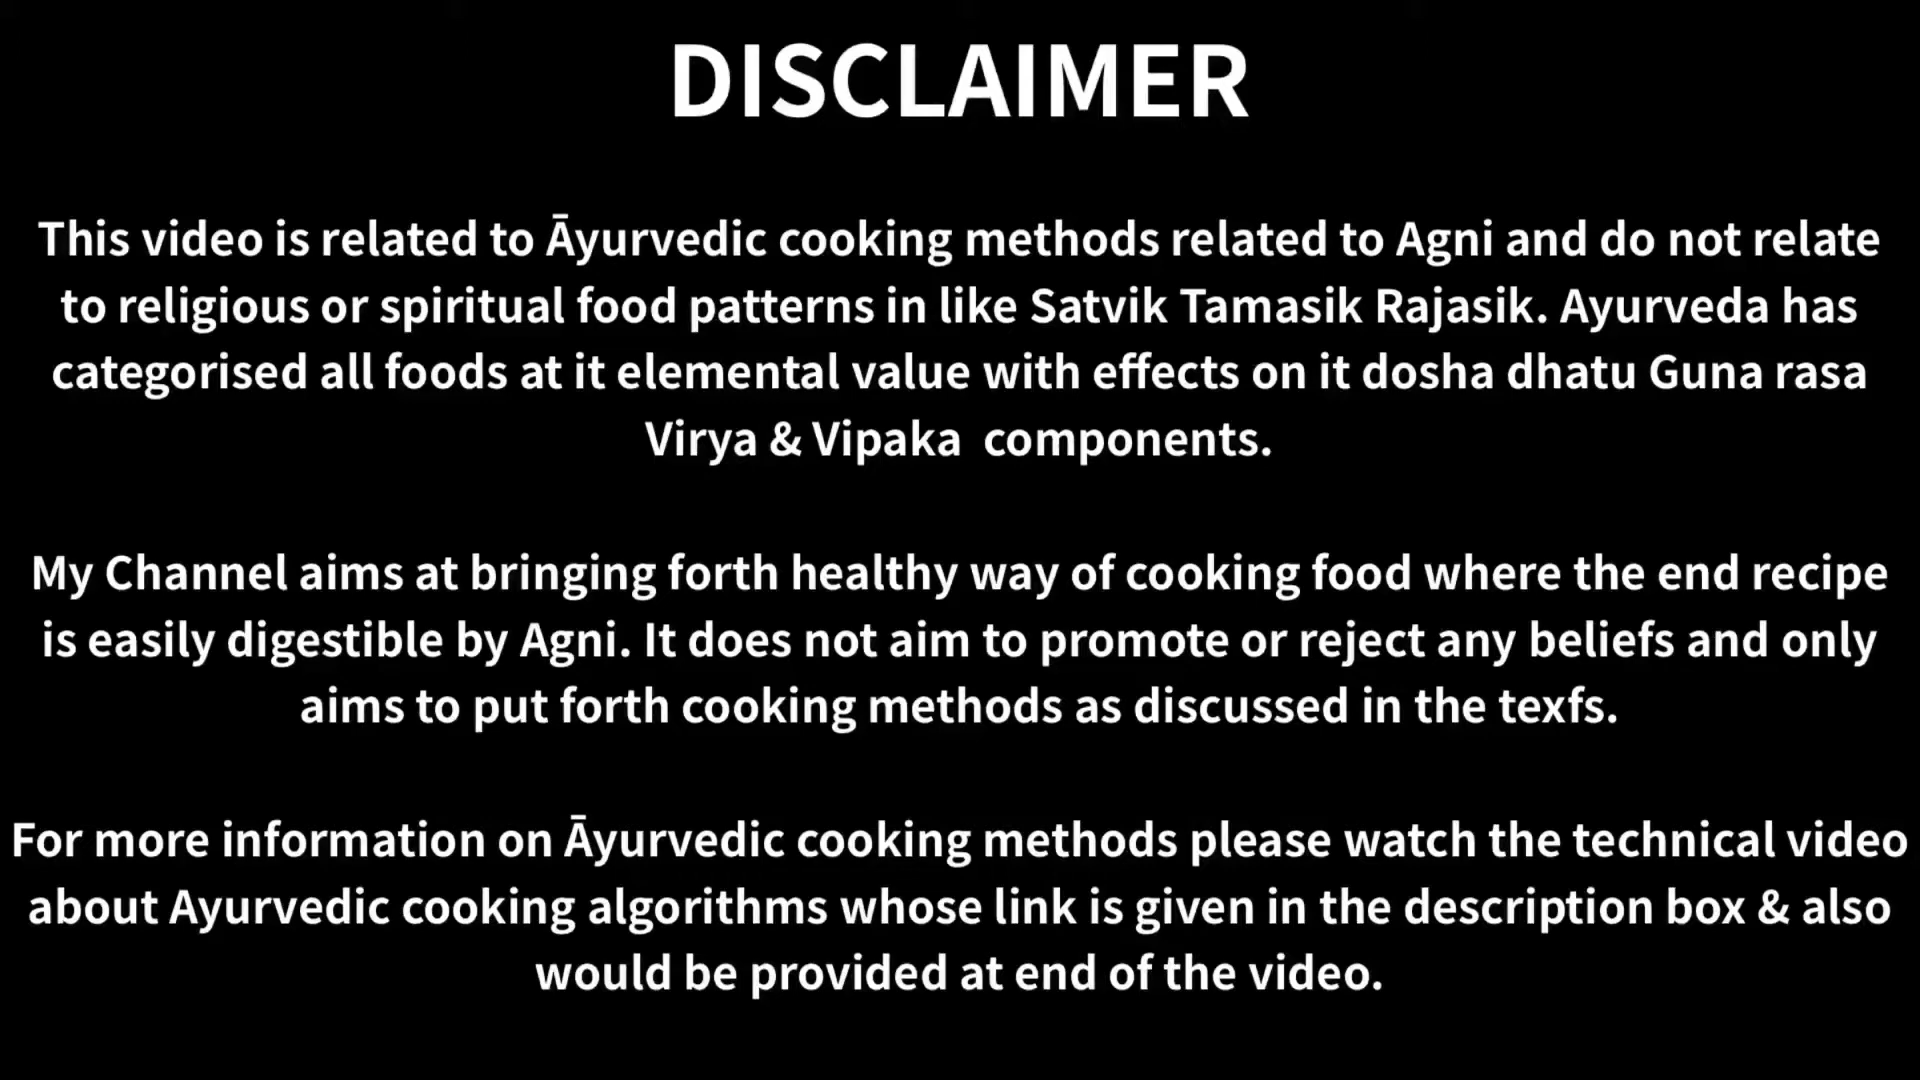 DISCLAIMER
This video is related to Āyurvedic cooking methods related to Agni and do not relate
to religious or spiritual food patterns in like Satvik Tamasik Rajasik. Ayurveda has
categorised all foods at it elemental value with effects on it dosha dhatu Guna rasa
Virya & Vipaka  components.
My Channel aims at bringing forth healthy way of cooking food where the end recipe
is easily digestible by Agni. It does not aim to promote or reject any beliefs and only
aims to put forth cooking methods as discussed in the texfs.
For more information on Āyurvedic cooking methods please watch the technical video
about Ayurvedic cooking algorithms whose link is given in the description box & also
would be provided at end of the video.